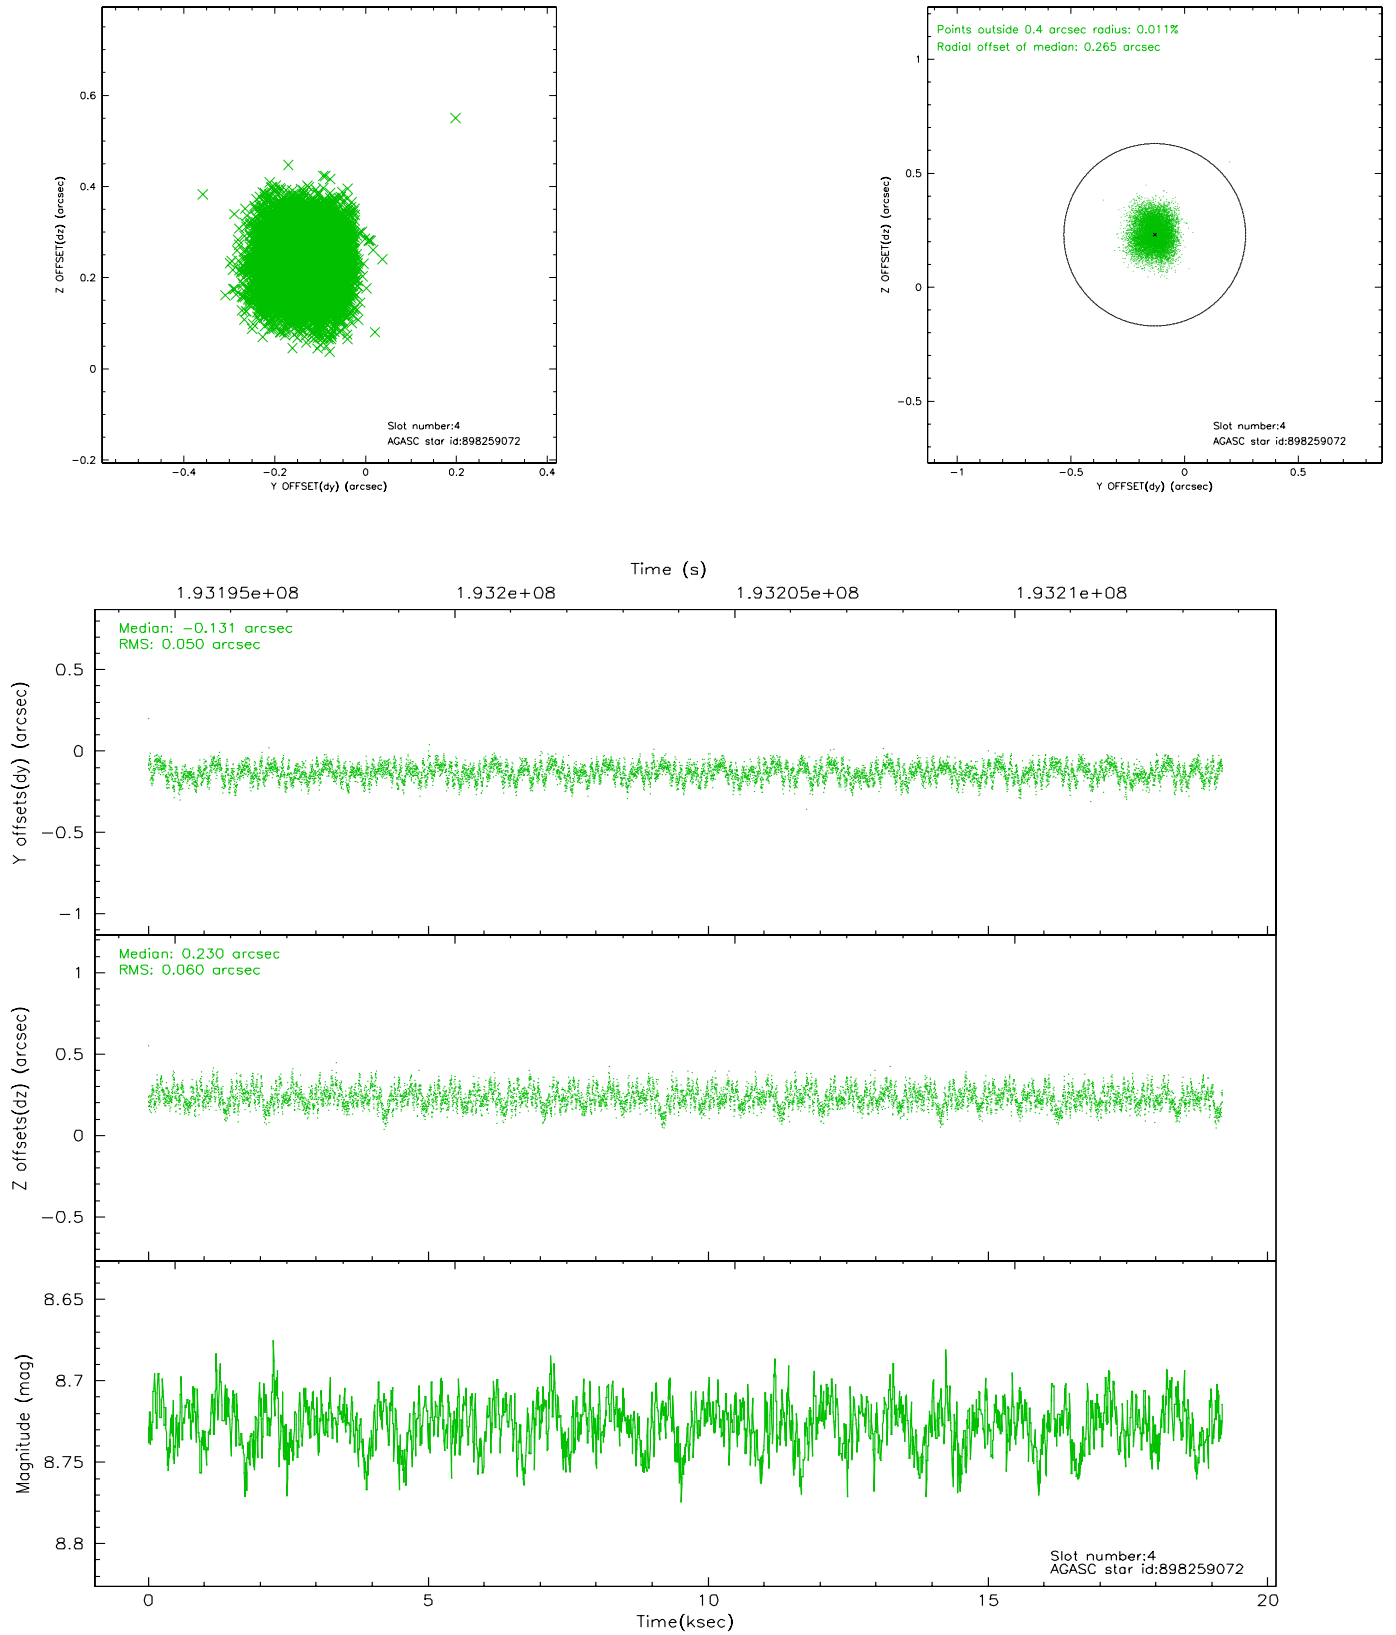 0.6
0.4
0.2
0
−0.2
Z OFFSET(dz) (arcsec)
Slot number:4
AGASC star id:898259072
−0.4 −0.2 0 0.2 0.4
Y OFFSET(dy) (arcsec)
Points outside 0.4 arcsec radius: 0.011%
Radial offset of median: 0.265 arcsec
1
0.5
0
−0.5
Z OFFSET(dz) (arcsec)
Slot number:4
AGASC star id:898259072
−1 −0.5 0 0.5
Y OFFSET(dy) (arcsec)
Time (s)
1.93195e+08 1.932e+08 1.93205e+08 1.9321e+08
Median: −0.131 arcsec
RMS: 0.050 arcsec
0.5
0
−0.5
−1
Y offsets(dy) (arcsec)
Median: 0.230 arcsec
RMS: 0.060 arcsec
1
0.5
0
−0.5
Z offsets(dz) (arcsec)
8.65
8.7
8.75
8.8
Magnitude (mag)
Slot number:4
AGASC star id:898259072
0 5 10 15 20
Time(ksec)